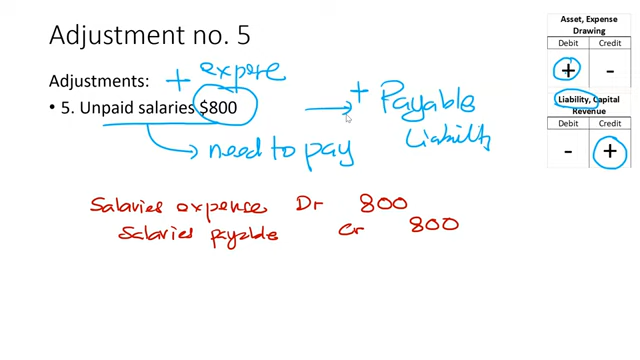 Adjustment no. 5
Adjustments:
+ expere
• 5. Unpaid salaries $800
→ + Payable
Liability
need to pay
Salaries expense Dr 800
Salaries payable Cr 800
Asset, Expense
Drawing
Debit Credit
+ -
Liability, Capital
Revenue
Debit Credit
- +